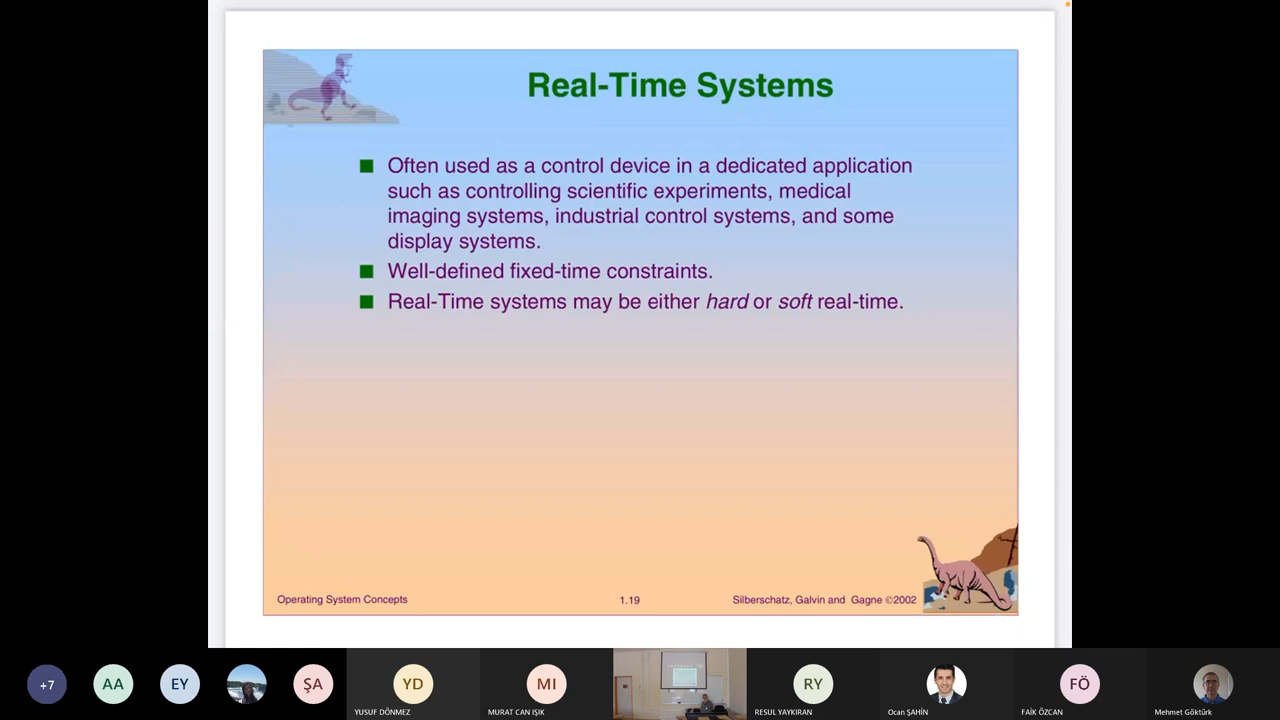 Real-Time Systems
Often used as a control device in a dedicated application
such as controlling scientific experiments, medical
imaging systems, industrial control systems, and some
display systems.
Well-defined fixed-time constraints.
Real-Time systems may be either hard or soft real-time.
Operating System Concepts
1.19
Silberschatz, Galvin and Gagne ©2002
+7
AA
EY
ŞA
YD
YUSUF DÖNMEZ
MI
MURAT CAN IŞIK
RY
RESUL YAYKIRAN
Ocan ŞAHİN
FÖ
FAİK ÖZCAN
Mehmet Göktürk